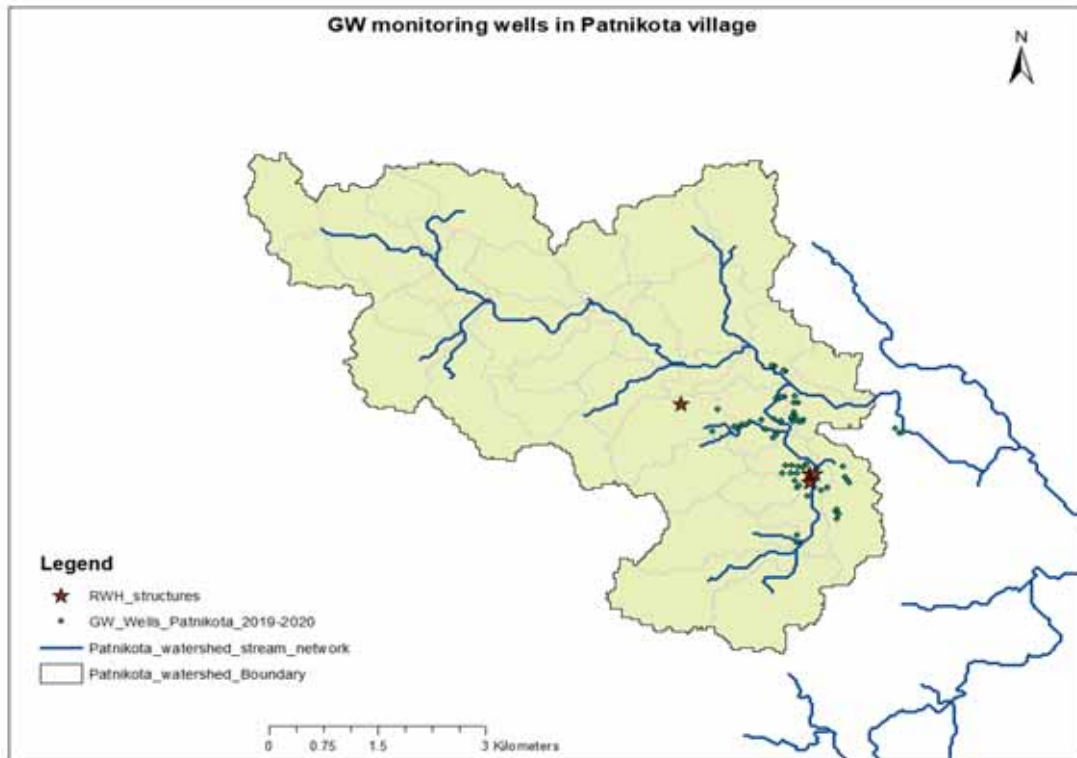 GW monitoring wells in Patnikota village
N
Legend
RWH_structures
GW_Wells_Patnikota_2019-2020
Patnikota_watershed_stream_network
Patnikota_watershed_Boundary
0 0.75 1.5 3 Kilometers